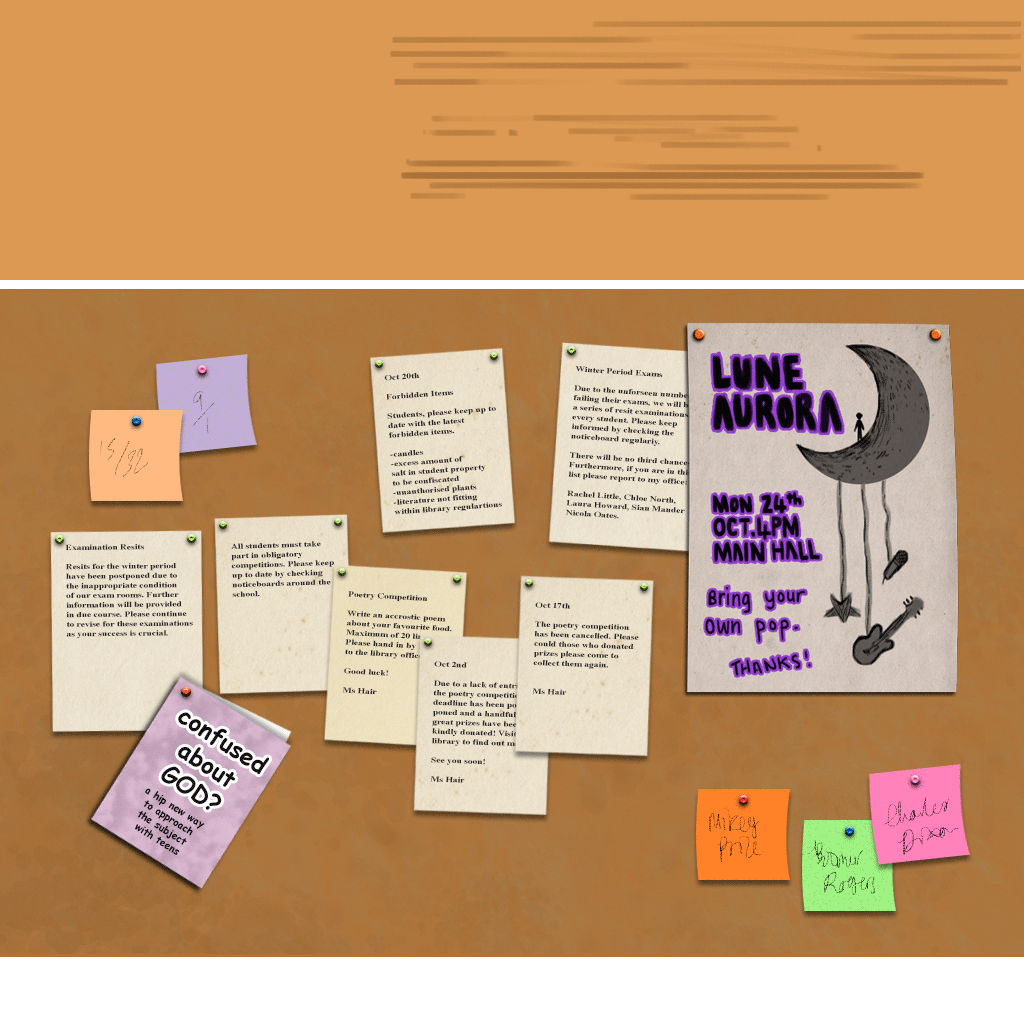 9/1
15/32
Oct 20th
Forbidden Items
Students, please keep up to
date with the latest
forbidden items.
-candles
-excess amount of
salt in student property
to be confiscated
-unauthorised plants
-literature not fitting
within library regulartions
Winter Period Exams
Due to the unforseen numbe
failing their exams, we will b
a series of resit examinations
every student. Please keep
informed by checking the
noticeboard regularly.
There will be no third chance
Furthermore, if you are in thi
list please report to my office:
Rachel Little, Chloe North,
Laura Howard, Sian Mander
Nicola Oates.
LUNE
AURORA
MON 24th
OCT.4PM
MAIN HALL
Bring your
own pop.
THANKS!
Examination Resits
Resits for the winter period
have been postponed due to
the inappropriate condition
of our exam rooms. Further
information will be provided
in due course. Please continue
to revise for these examinations
as your success is crucial.
All students must take
part in obligatory
competitions. Please keep
up to date by checking
noticeboards around the
school.
Poetry Competition
Write an accrostic poem
about your favourite food.
Maximum of 20 li
Please hand in by
to the library offic
Good luck!
Ms Hair
Oct 2nd
Due to a lack of entr
the poetry competitic
deadline has been po
poned and a handful
great prizes have bee
kindly donated! Visi
library to find out m
See you soon!
Ms Hair
Oct 17th
The poetry competition
has been cancelled. Please
could those who donated
prizes please come to
collect them again.
Ms Hair
confused
about
GOD?
a hip new way
to approach
the subject
with teens
Mikey
Price
Rogers
Charles
Dixon